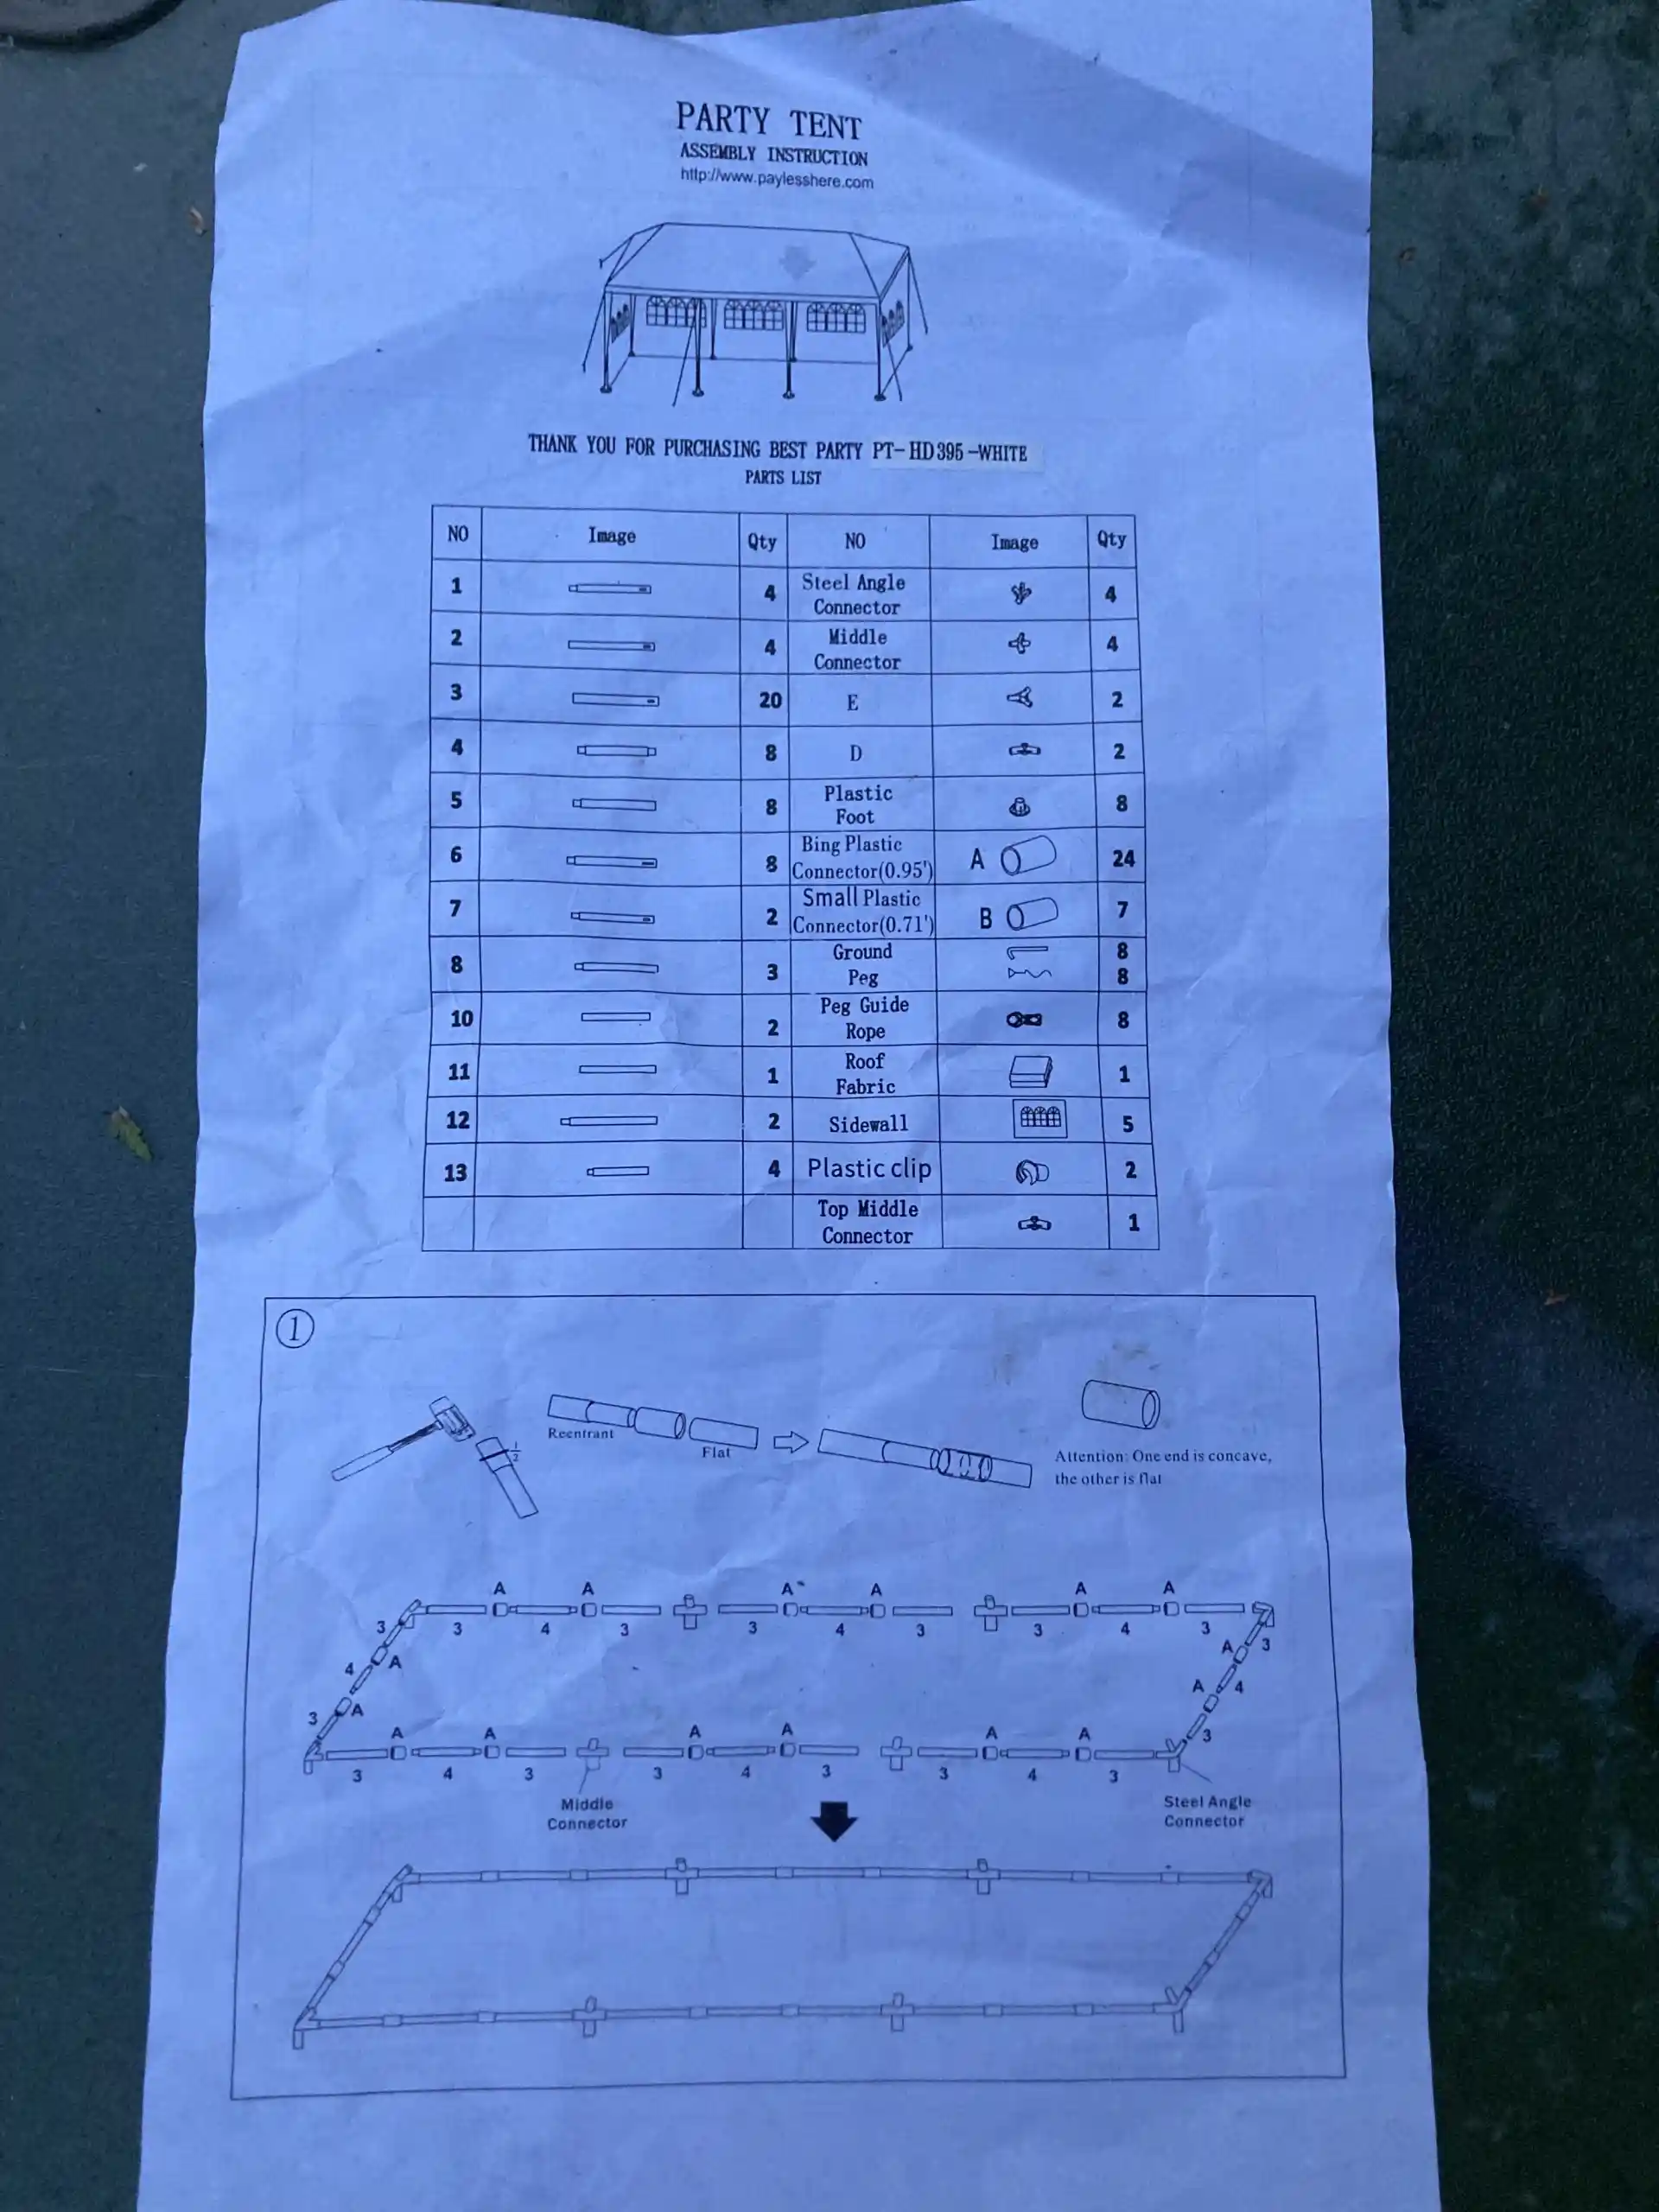 PARTY TENT
ASSEMBLY INSTRUCTION
http://www.paylesshere.com
THANK YOU FOR PURCHASING BEST PARTY PT-HD395-WHITE
PARTS LIST
NO Image Qty NO Image Qty
1 4 Steel Angle Connector 4
2 4 Middle Connector 4
3 20 E 2
4 8 D 2
5 8 Plastic Foot 8
6 8 Bing Plastic Connector(0.95') A 24
7 2 Small Plastic Connector(0.71') B 7
8 3 Ground Peg 8 8
10 2 Peg Guide Rope 8
11 1 Roof Fabric 1
12 2 Sidewall 5
13 4 Plastic clip 2
Top Middle Connector 1
1
1/2
Reentrant
Flat
Attention: One end is concave,
the other is flat
A A A A A A
3 3 4 3 3 4 3 3 4 3 3
4 A A 
A 4
3 A 3
A A A A A A
3 4 3 3 4 3 3 4 3
Middle
Connector
Steel Angle
Connector